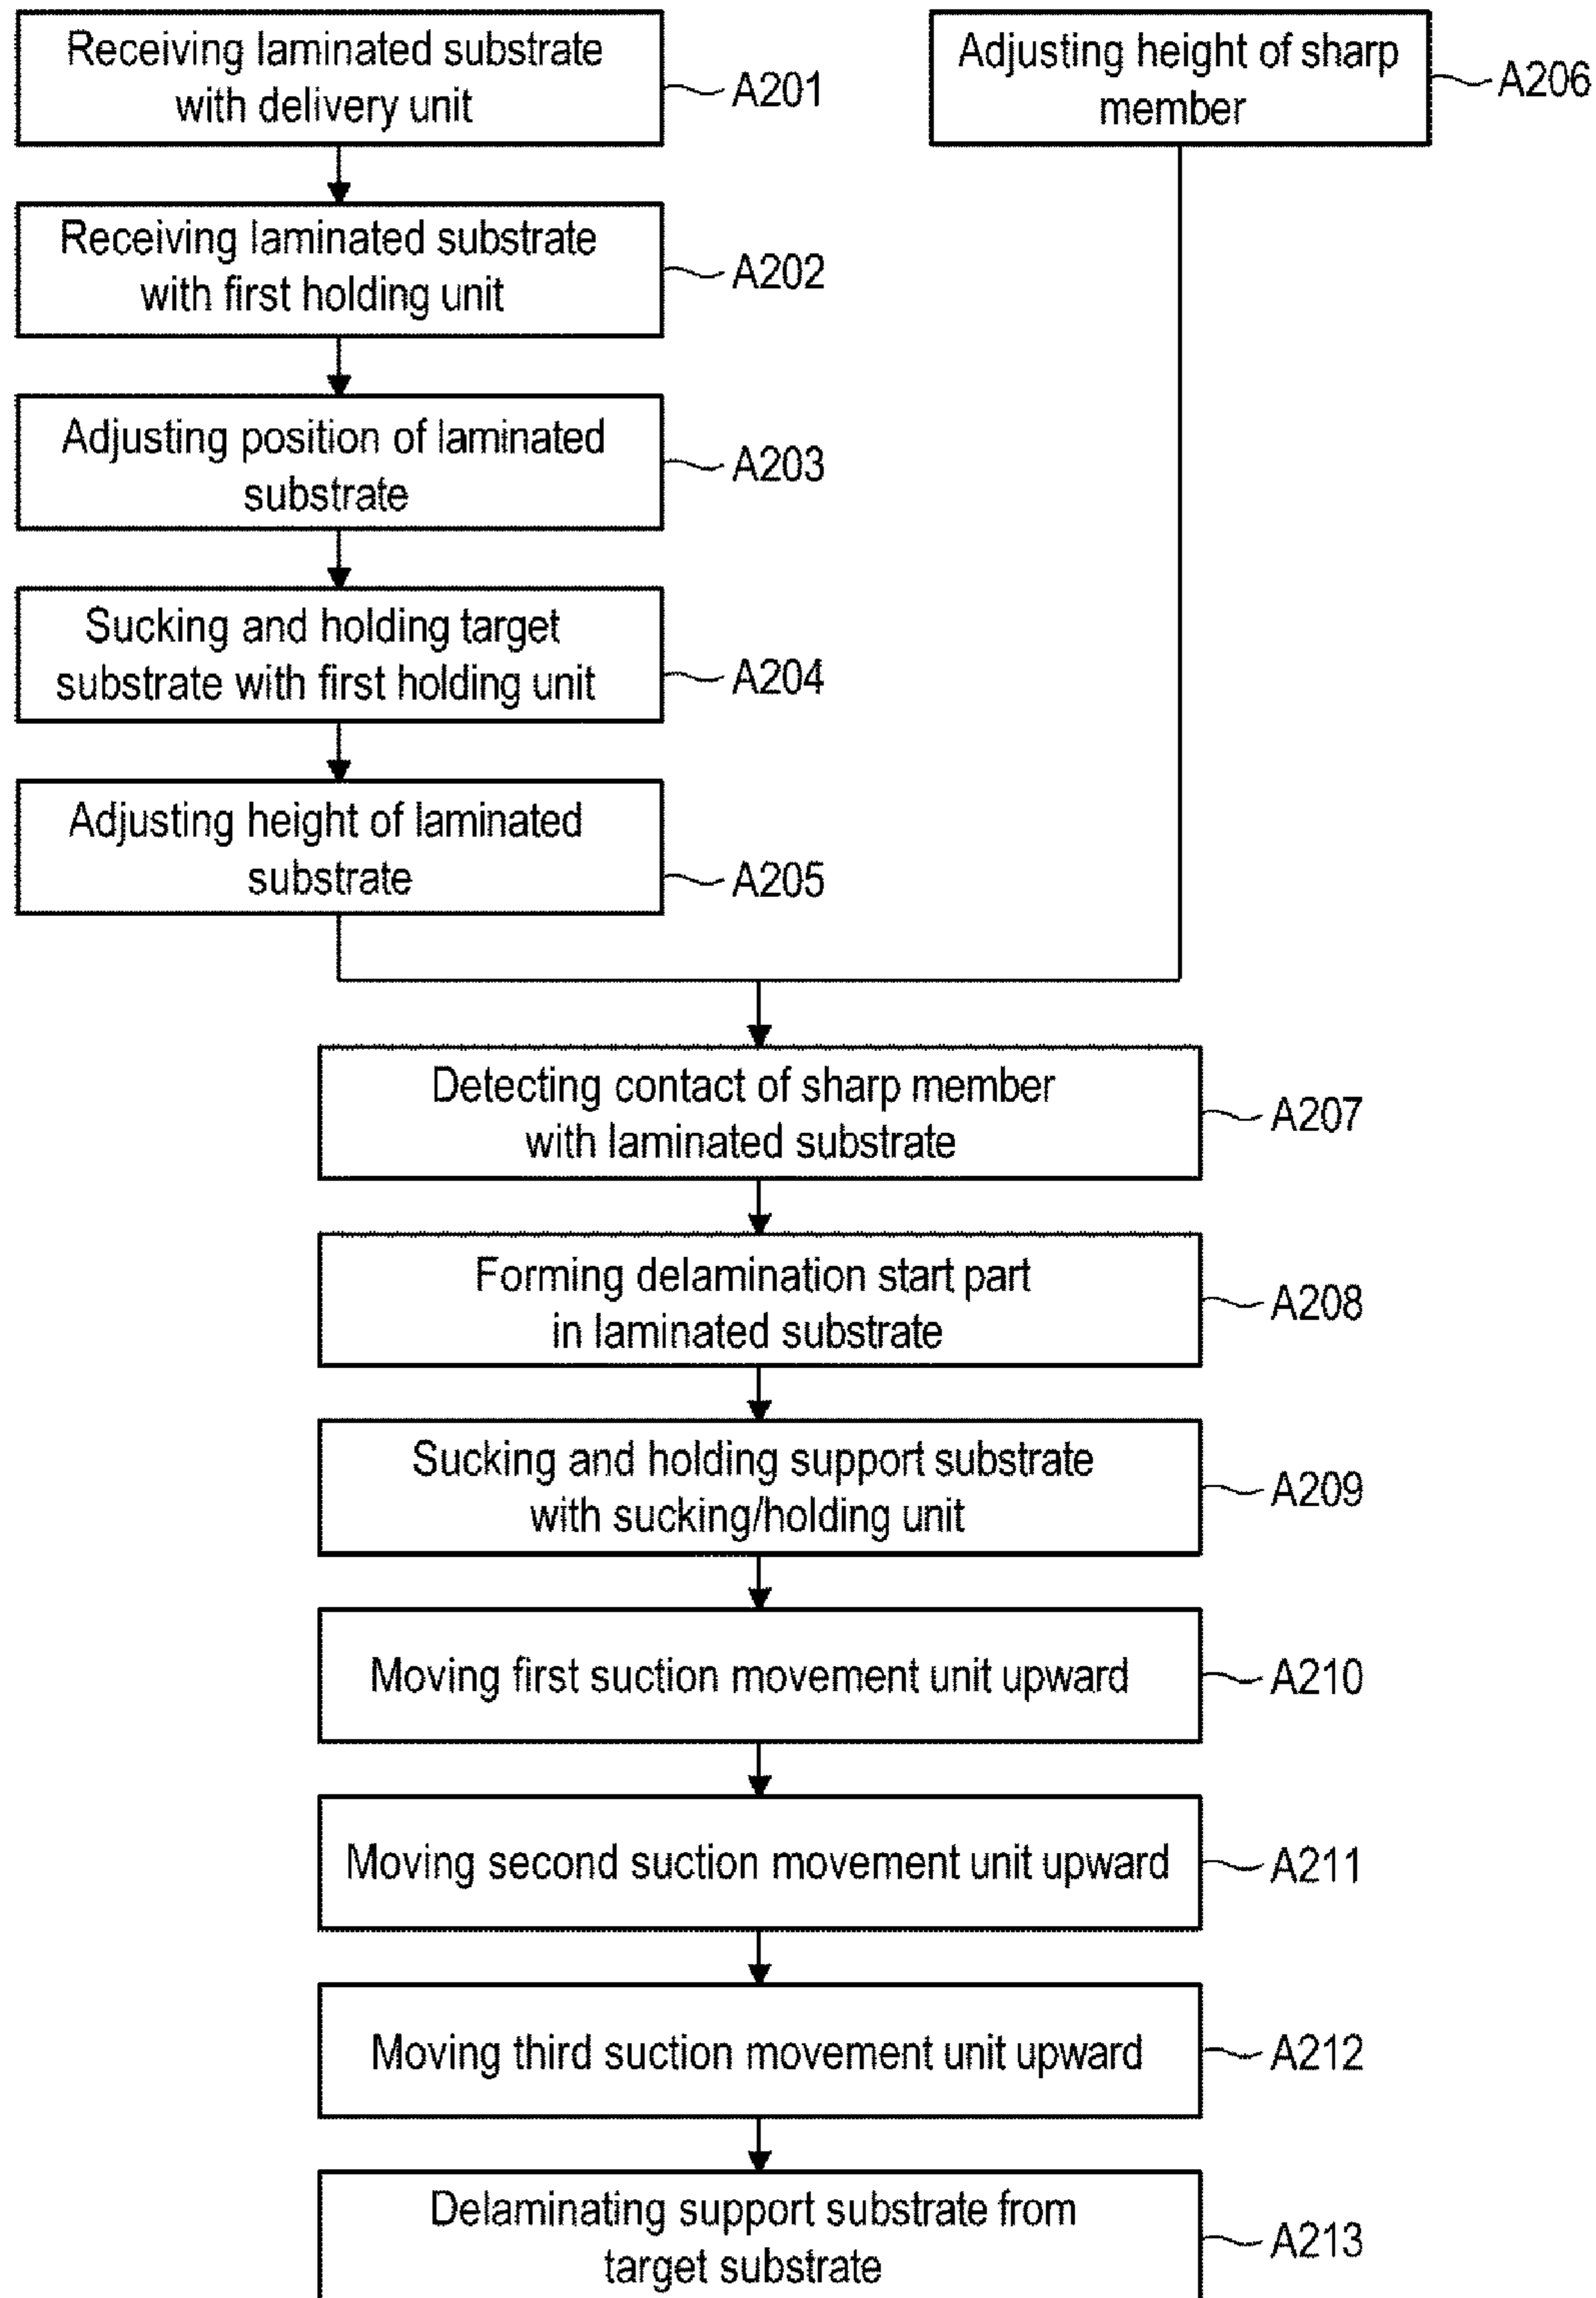 Receiving laminated substrate
with delivery unit
A201
Adjusting height of sharp
member
A206
Receiving laminated substrate
with first holding unit
A202
Adjusting position of laminated
substrate
A203
Sucking and holding target
substrate with first holding unit
A204
Adjusting height of laminated
substrate
A205
Detecting contact of sharp member
with laminated substrate
A207
Forming delamination start part
in laminated substrate
A208
Sucking and holding support substrate
with sucking/holding unit
A209
Moving first suction movement unit upward
A210
Moving second suction movement unit upward
A211
Moving third suction movement unit upward
A212
Delaminating support substrate from
target substrate
A213